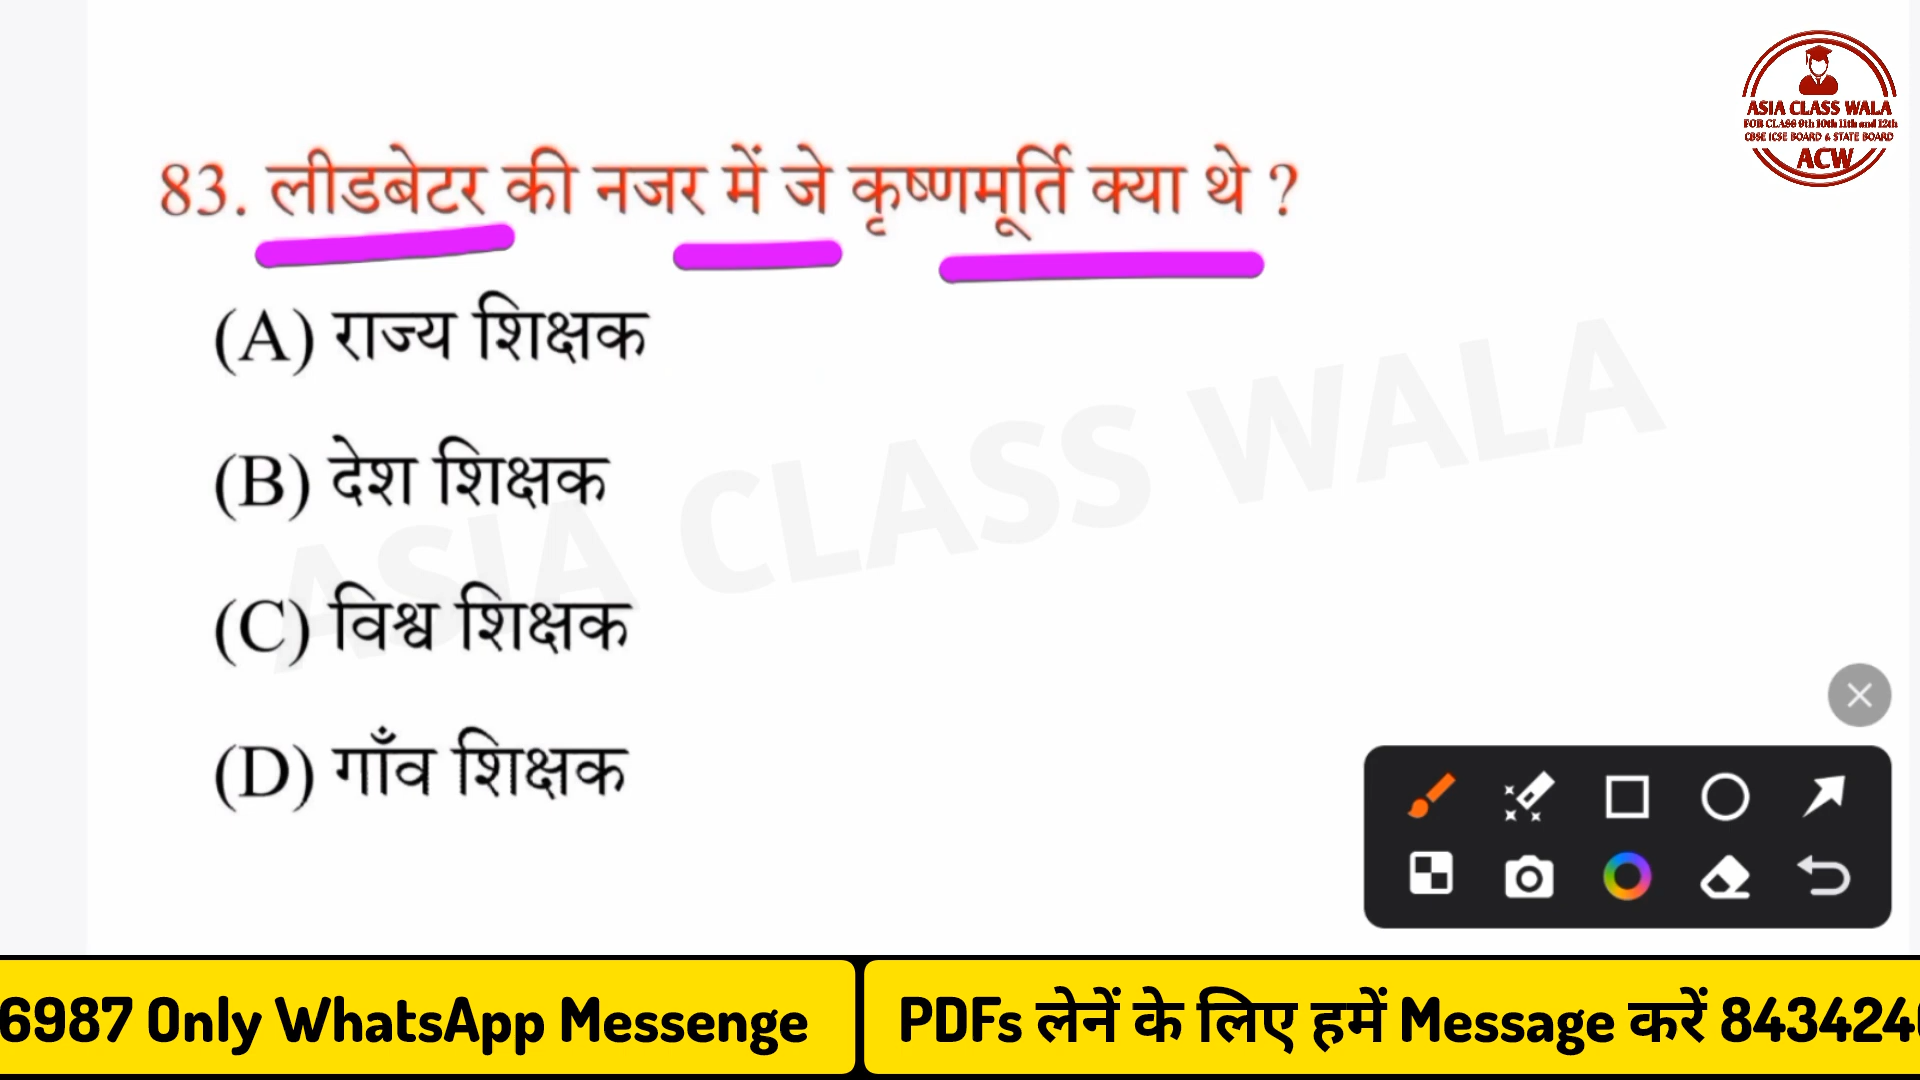 ASIA CLASS WALA
FOR CLASS 9th 10th 11th and 12th
CBSE ICSE BOARD & STATE BOARD
ACW
83. लीडबेटर की नजर में जे कृष्णमूर्ति क्या थे ?
(A) राज्य शिक्षक
(B) देश शिक्षक
(C) विश्व शिक्षक
(D) गाँव शिक्षक
ASIA CLASS WALA
6987 Only WhatsApp Messenge
PDFs लेनें के लिए हमें Message करें 843424